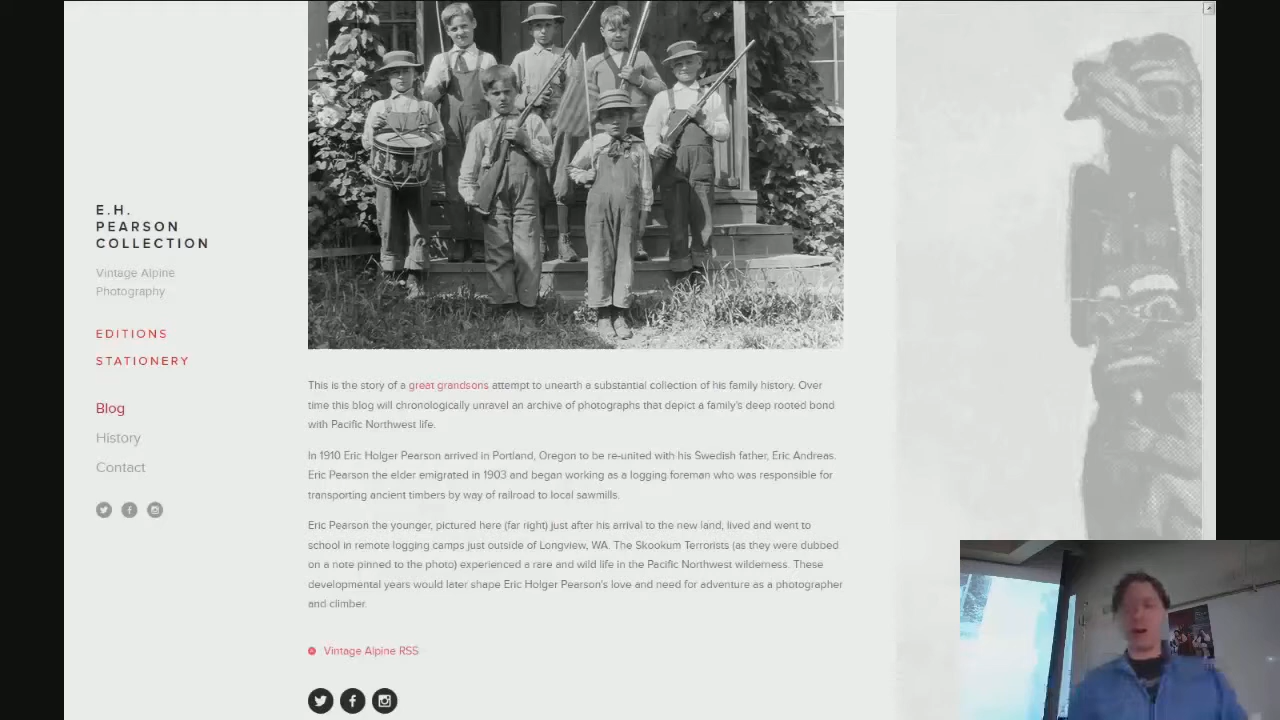 E.H.
PEARSON
COLLECTION
Vintage Alpine
Photography
EDITIONS
STATIONERY
Blog
History
Contact
This is the story of a great grandsons attempt to unearth a substantial collection of his family history. Over
time this blog will chronologically unravel an archive of photographs that depict a family's deep rooted bond
with Pacific Northwest life.
In 1910 Eric Holger Pearson arrived in Portland, Oregon to be re-united with his Swedish father, Eric Andreas.
Eric Pearson the elder emigrated in 1903 and began working as a logging foreman who was responsible for
transporting ancient timbers by way of railroad to local sawmills.
Eric Pearson the younger, pictured here (far right) just after his arrival to the new land, lived and went to
school in remote logging camps just outside of Longview, WA. The Skookum Terrorists (as they were dubbed
on a note pinned to the photo) experienced a rare and wild life in the Pacific Northwest wilderness. These
developmental years would later shape Eric Holger Pearson's love and need for adventure as a photographer
and climber.
Vintage Alpine RSS